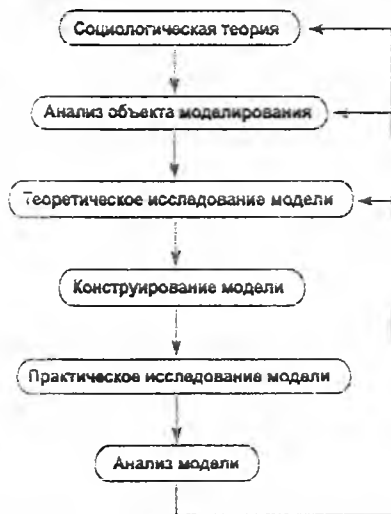 Социологическая теория
Анализ объекта моделирования
Теоретическое исследование модели
Конструирование модели
Практическое исследование модели
Анализ модели